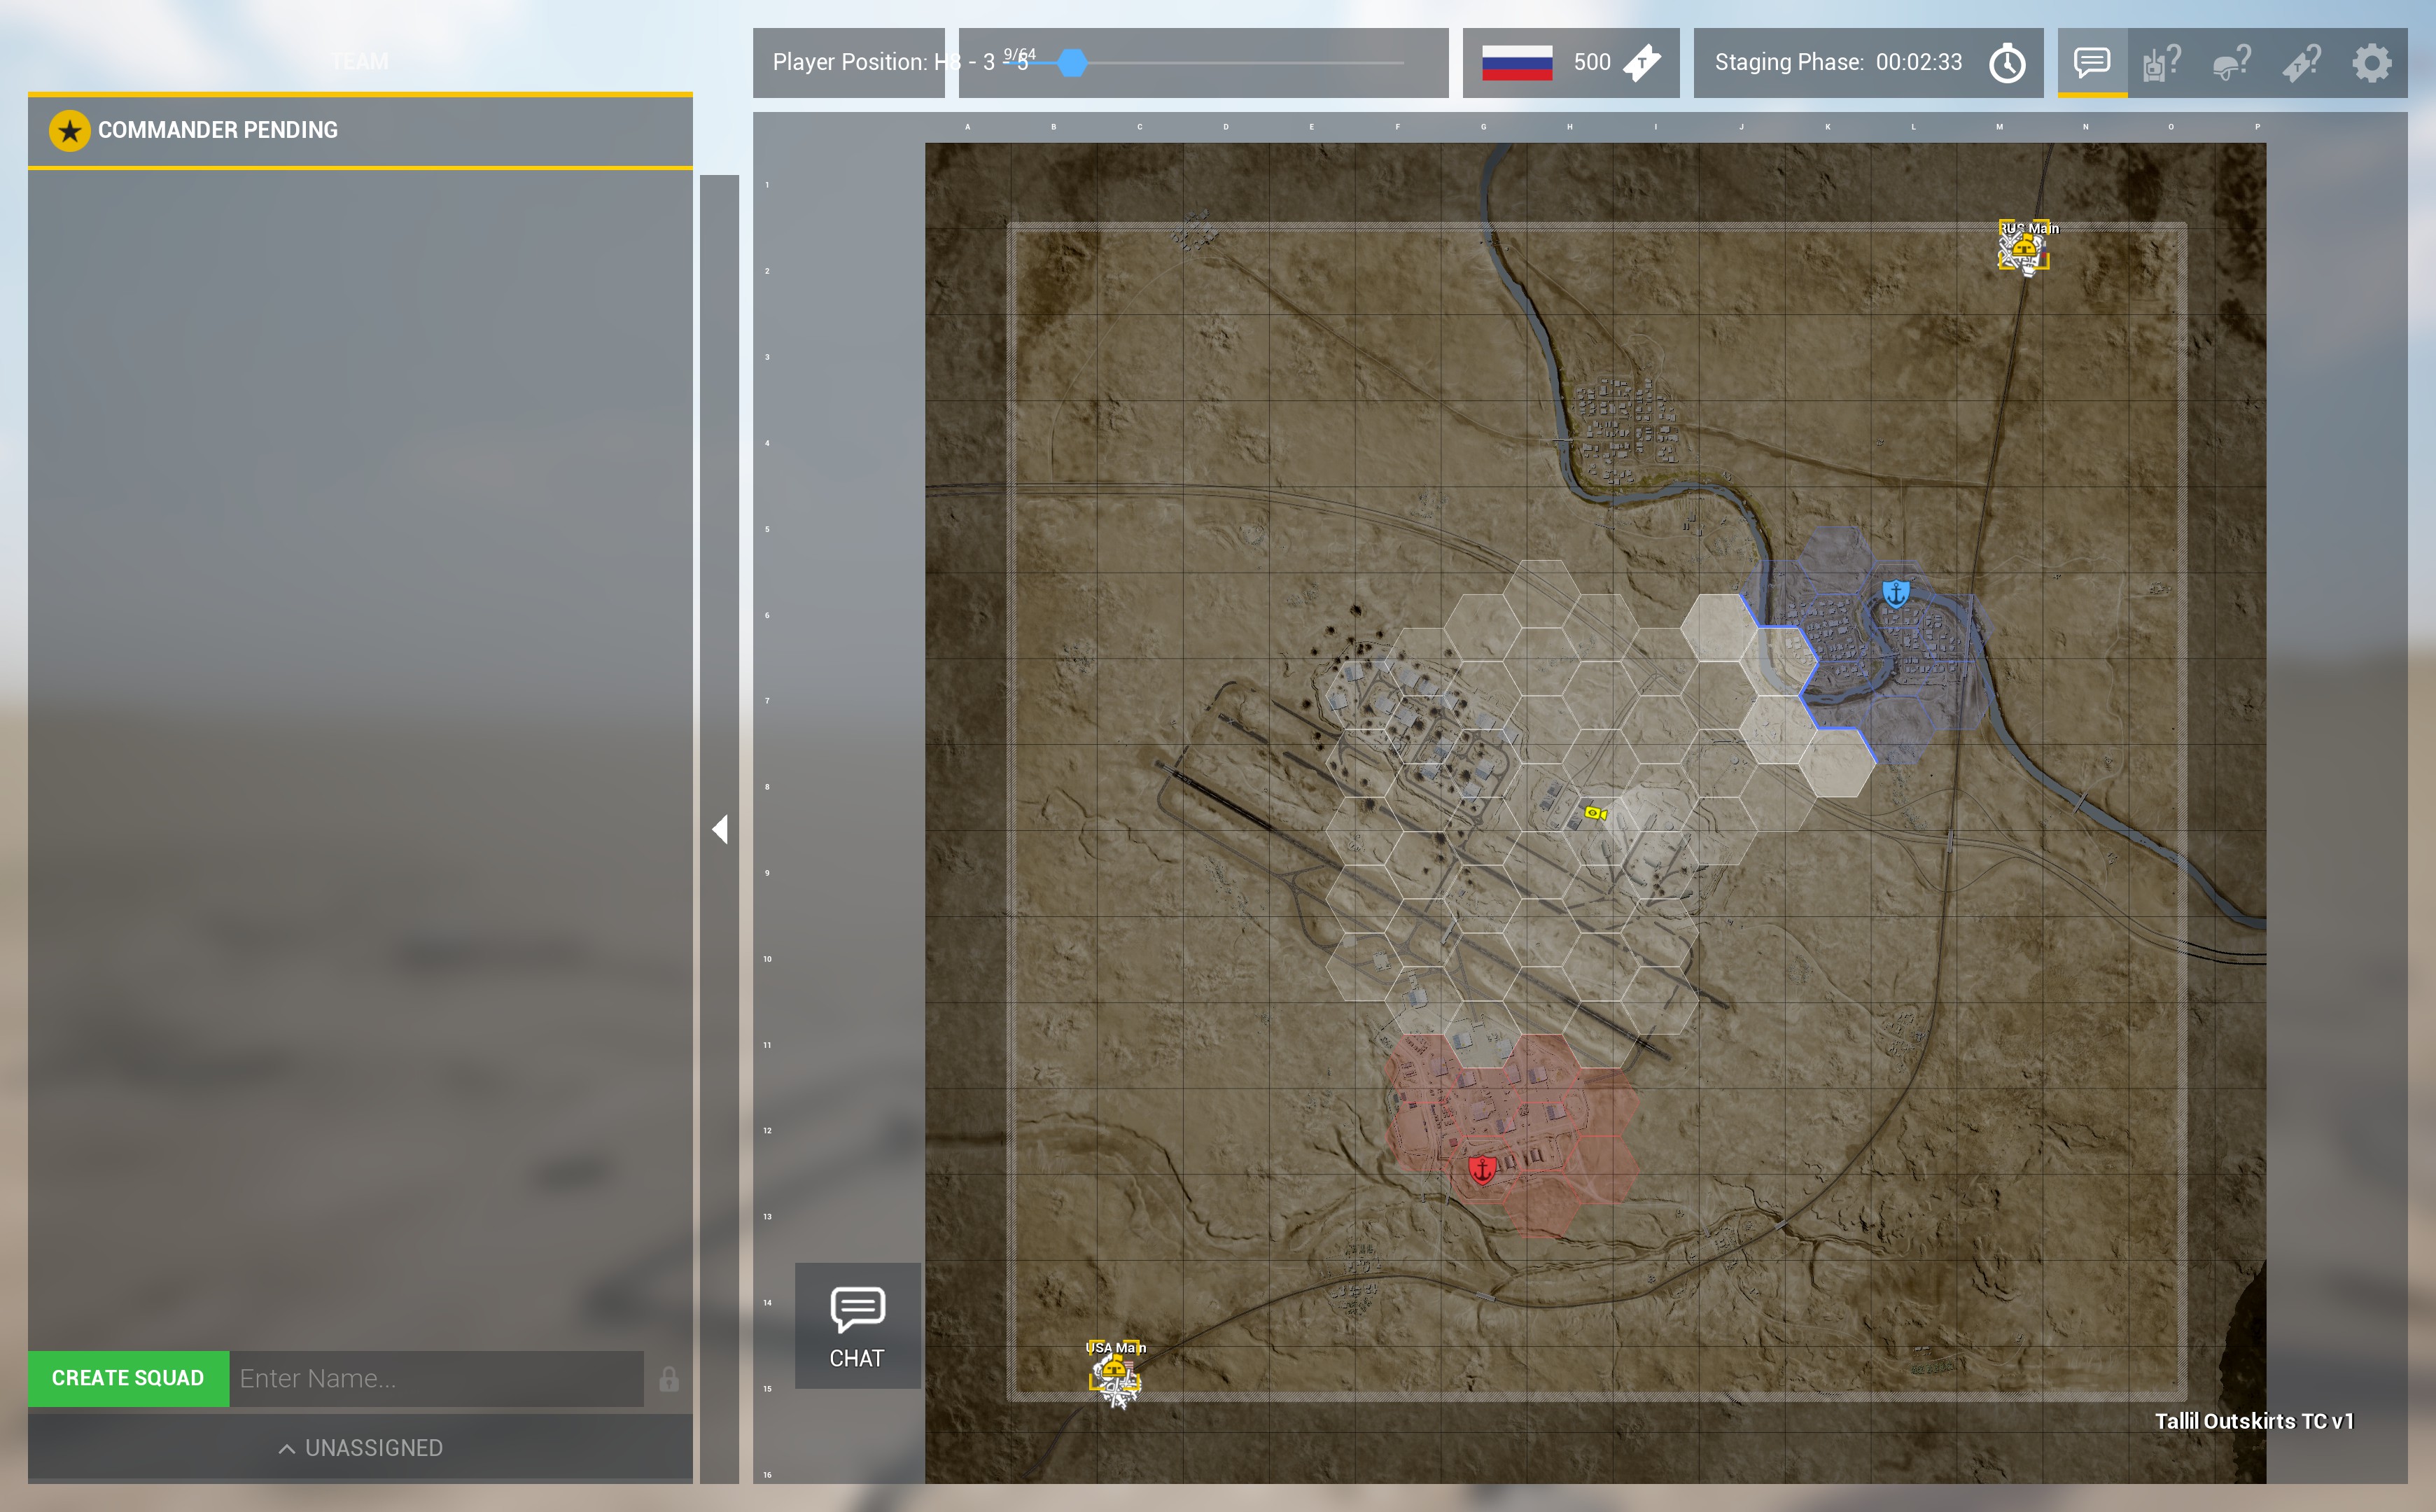 TEAM
Player Position: H8 - 3 - 5
9/64
500
Staging Phase: 00:02:33
COMMANDER PENDING
A B C D E F G H I J K L M N O P
1
RUS Main
2
3
4
5
6
7
8
9
10
11
12
13
14
USA Main
15
16
CHAT
CREATE SQUAD
Enter Name...
UNASSIGNED
Tallil Outskirts TC v1